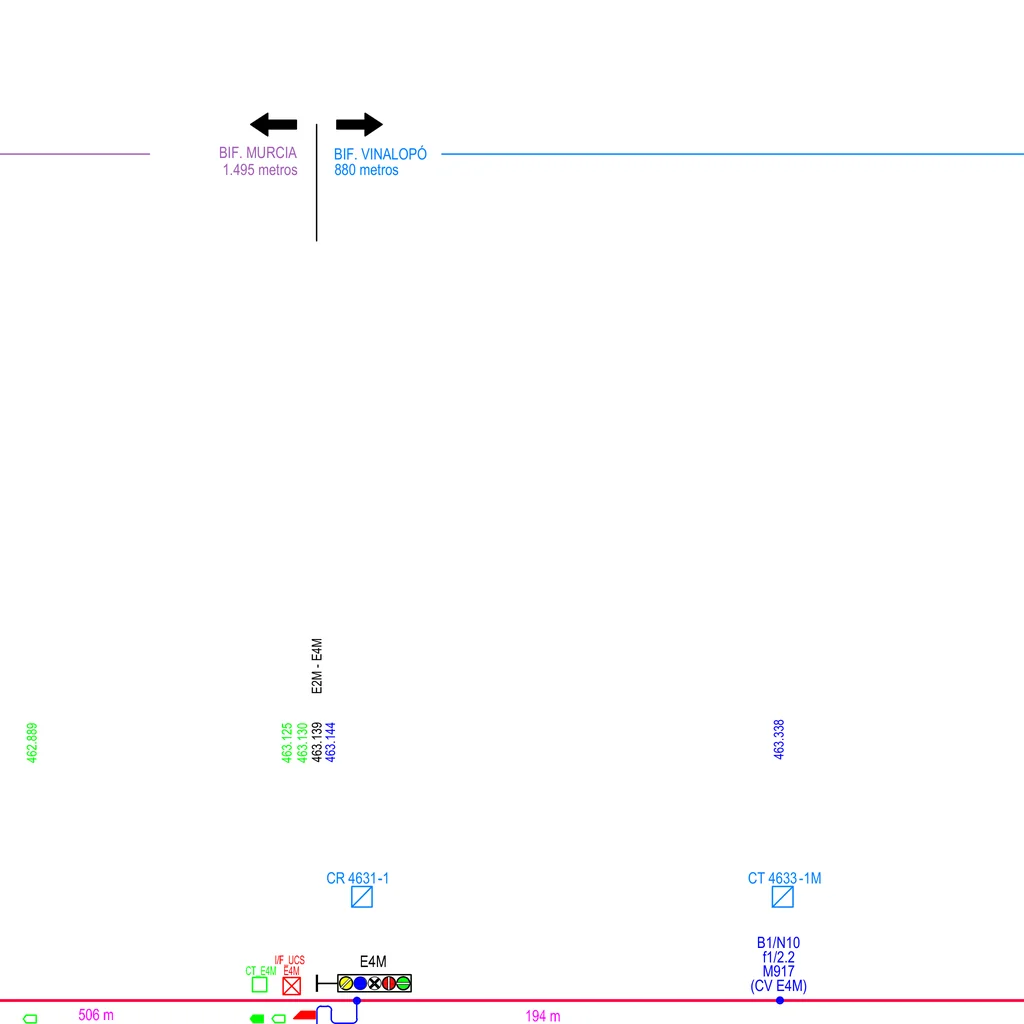 BIF. MURCIA
1.495 metros
BIF. VINALOPÓ
880 metros
E2M - E4M
462.889
463.125
463.130
463.139
463.144
463.338
CR 4631-1
CT 4633-1M
B1/N10
f1/2.2
M917
(CV E4M)
I/F_UCS
E4M
CT_E4M
E4M
506 m
194 m